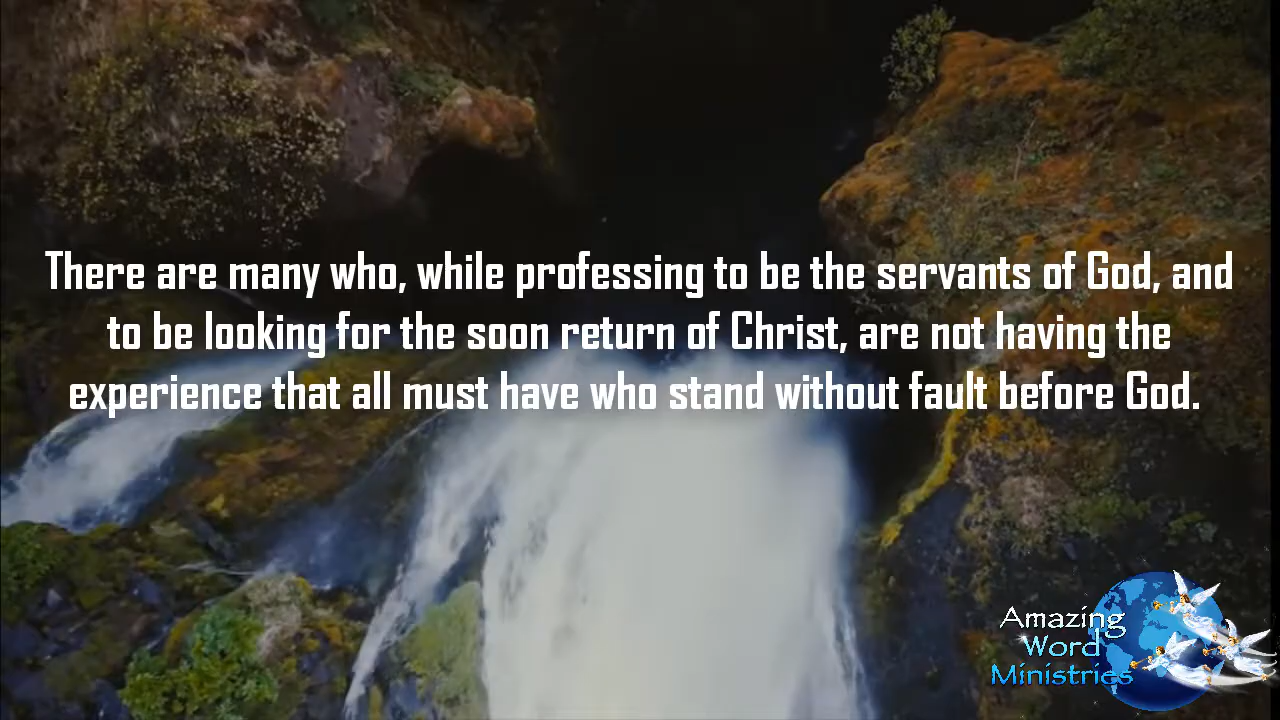 There are many who, while professing to be the servants of God, and
to be looking for the soon return of Christ, are not having the
experience that all must have who stand without fault before God.
Amazing
Word
Ministries